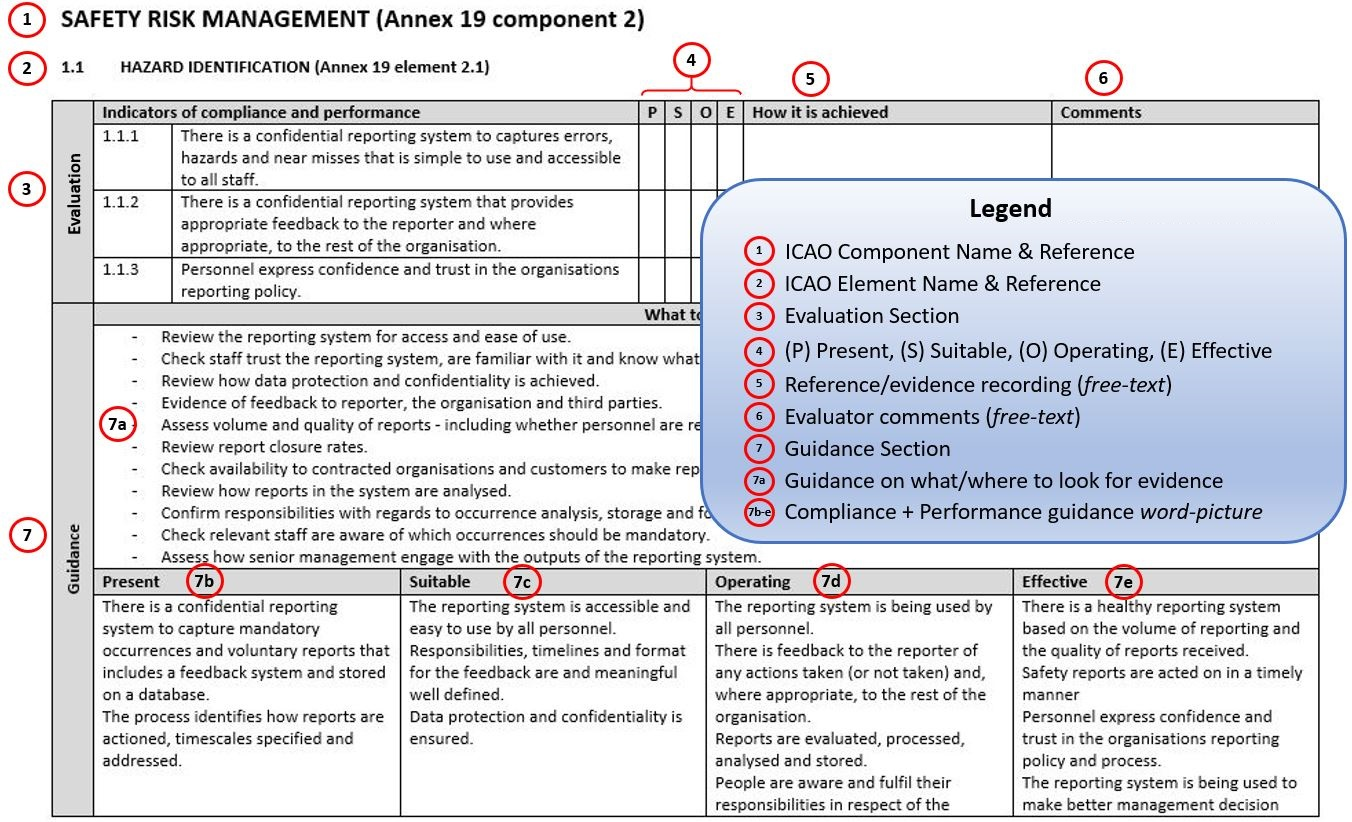 1 SAFETY RISK MANAGEMENT (Annex 19 component 2)
2 1.1 HAZARD IDENTIFICATION (Annex 19 element 2.1)
4
5
6
Indicators of compliance and performance P S O E How it is achieved Comments
3
Evaluation
1.1.1 There is a confidential reporting system to captures errors,
hazards and near misses that is simple to use and accessible
to all staff.
1.1.2 There is a confidential reporting system that provides
appropriate feedback to the reporter and where
appropriate, to the rest of the organisation.
1.1.3 Personnel express confidence and trust in the organisations
reporting policy.
Legend
1 ICAO Component Name & Reference
2 ICAO Element Name & Reference
3 Evaluation Section
4 (P) Present, (S) Suitable, (O) Operating, (E) Effective
5 Reference/evidence recording (free-text)
6 Evaluator comments (free-text)
7 Guidance Section
7a Guidance on what/where to look for evidence
7b-e Compliance + Performance guidance word-picture
7
Guidance
What
- Review the reporting system for access and ease of use.
- Check staff trust the reporting system, are familiar with it and know what
- Review how data protection and confidentiality is achieved.
- Evidence of feedback to reporter, the organisation and third parties.
7a - Assess volume and quality of reports - including whether personnel are
- Review report closure rates.
- Check availability to contracted organisations and customers to make
- Review how reports in the system are analysed.
- Confirm responsibilities with regards to occurrence analysis, storage and
- Check relevant staff are aware of which occurrences should be mandatory.
- Assess how senior management engage with the outputs of the reporting system.
Present 7b
There is a confidential reporting
system to capture mandatory
occurrences and voluntary reports that
includes a feedback system and stored
on a database.
The process identifies how reports are
actioned, timescales specified and
addressed.
Suitable 7c
The reporting system is accessible and
easy to use by all personnel.
Responsibilities, timelines and format
for the feedback are and meaningful
well defined.
Data protection and confidentiality is
ensured.
Operating 7d
The reporting system is being used by
all personnel.
There is feedback to the reporter of
any actions taken (or not taken) and,
where appropriate, to the rest of the
organisation.
Reports are evaluated, processed,
analysed and stored.
People are aware and fulfil their
responsibilities in respect of the
Effective 7e
There is a healthy reporting system
based on the volume of reporting and
the quality of reports received.
Safety reports are acted on in a timely
manner
Personnel express confidence and
trust in the organisations reporting
policy and process.
The reporting system is being used to
make better management decision